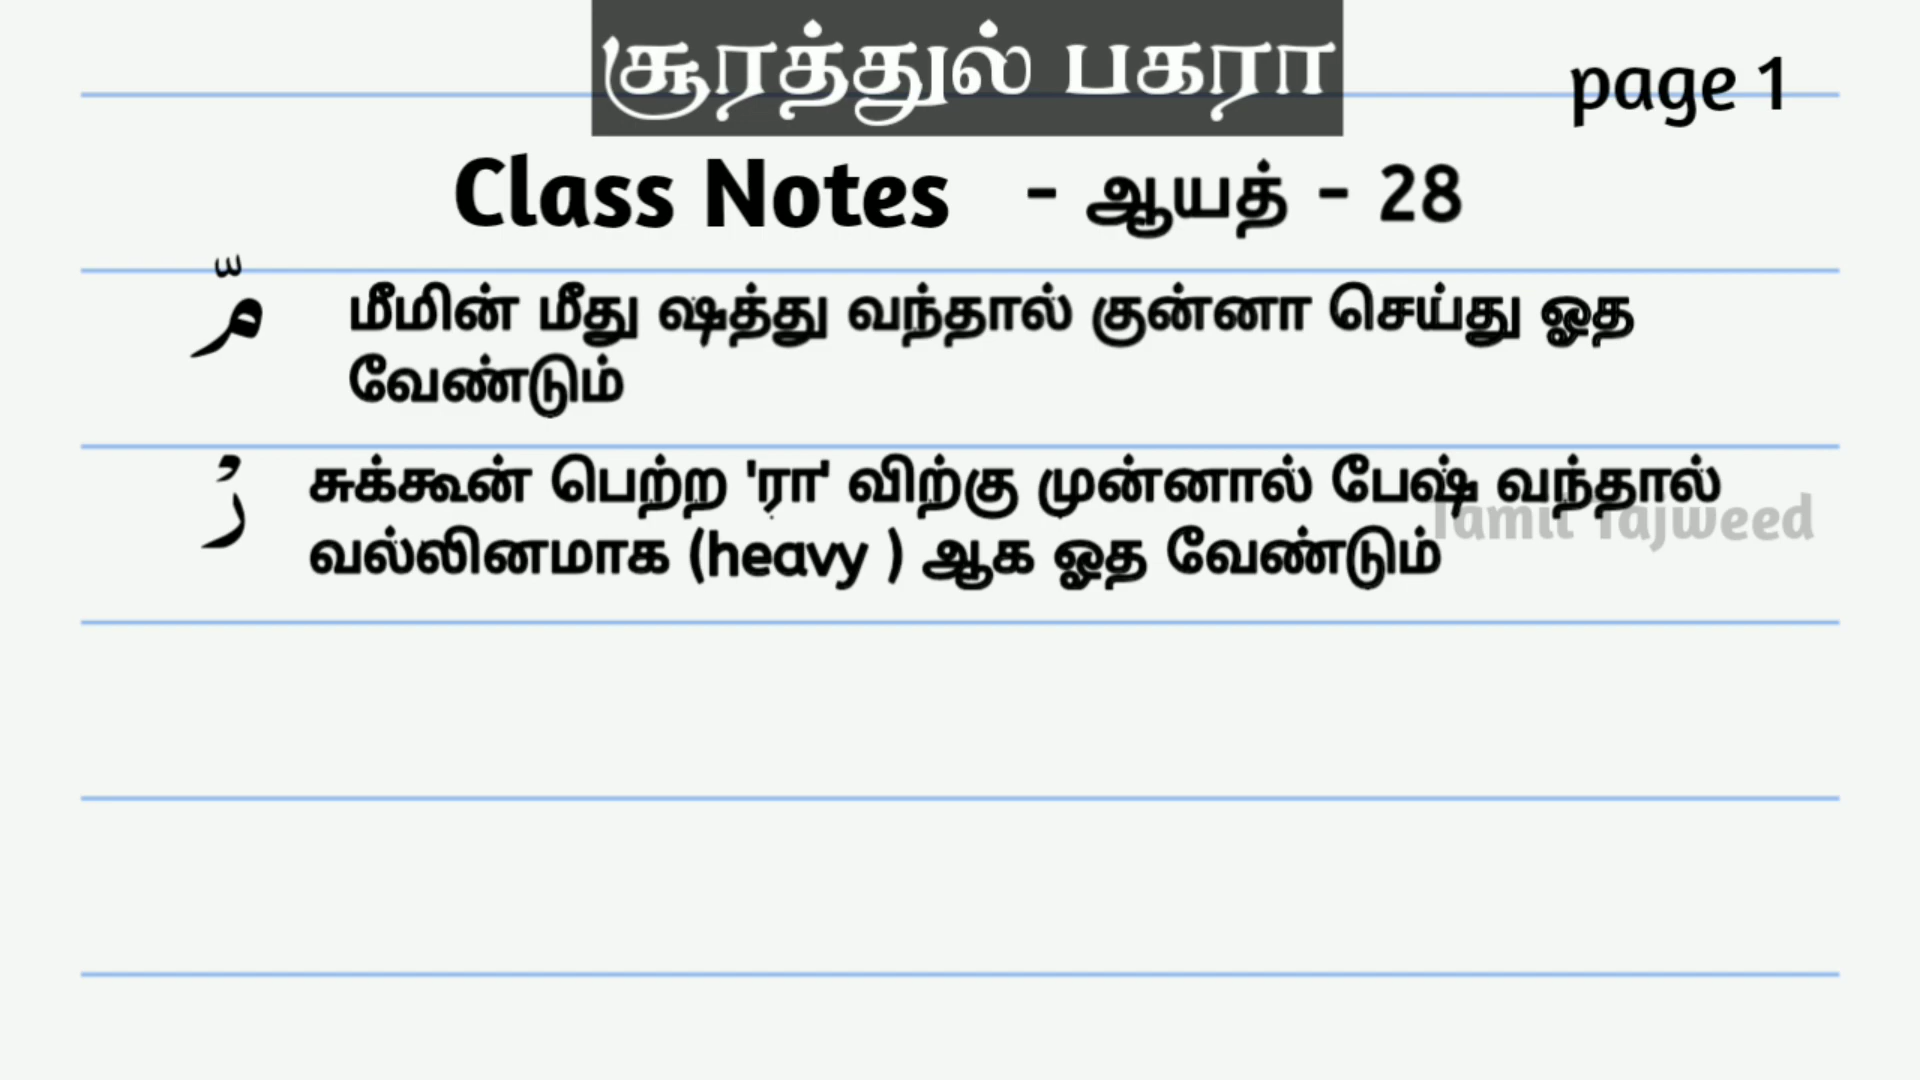 சூரத்துல் பகரா
page 1
Class Notes - ஆயத் - 28
مّ மீமின் மீது ஷத்து வந்தால் குன்னா செய்து ஓத
வேண்டும்
رْ சுக்கூன் பெற்ற 'ரா' விற்கு முன்னால் பேஷ் வந்தால்
Tamil Tajweed
வல்லினமாக (heavy ) ஆக ஓத வேண்டும்